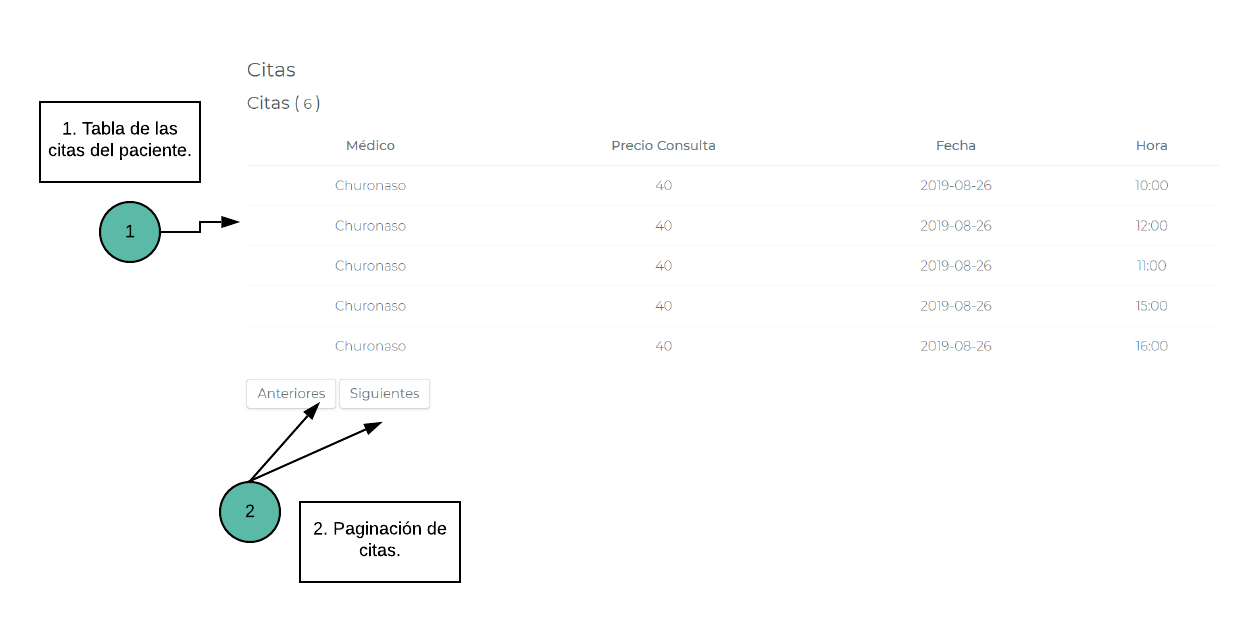 Citas
Citas ( 6 )
1. Tabla de las
citas del paciente.
Médico Precio Consulta Fecha Hora
Churonaso 40 2019-08-26 10:00
1
Churonaso 40 2019-08-26 12:00
Churonaso 40 2019-08-26 11:00
Churonaso 40 2019-08-26 15:00
Churonaso 40 2019-08-26 16:00
Anteriores Siguientes
2
2. Paginación de
citas.